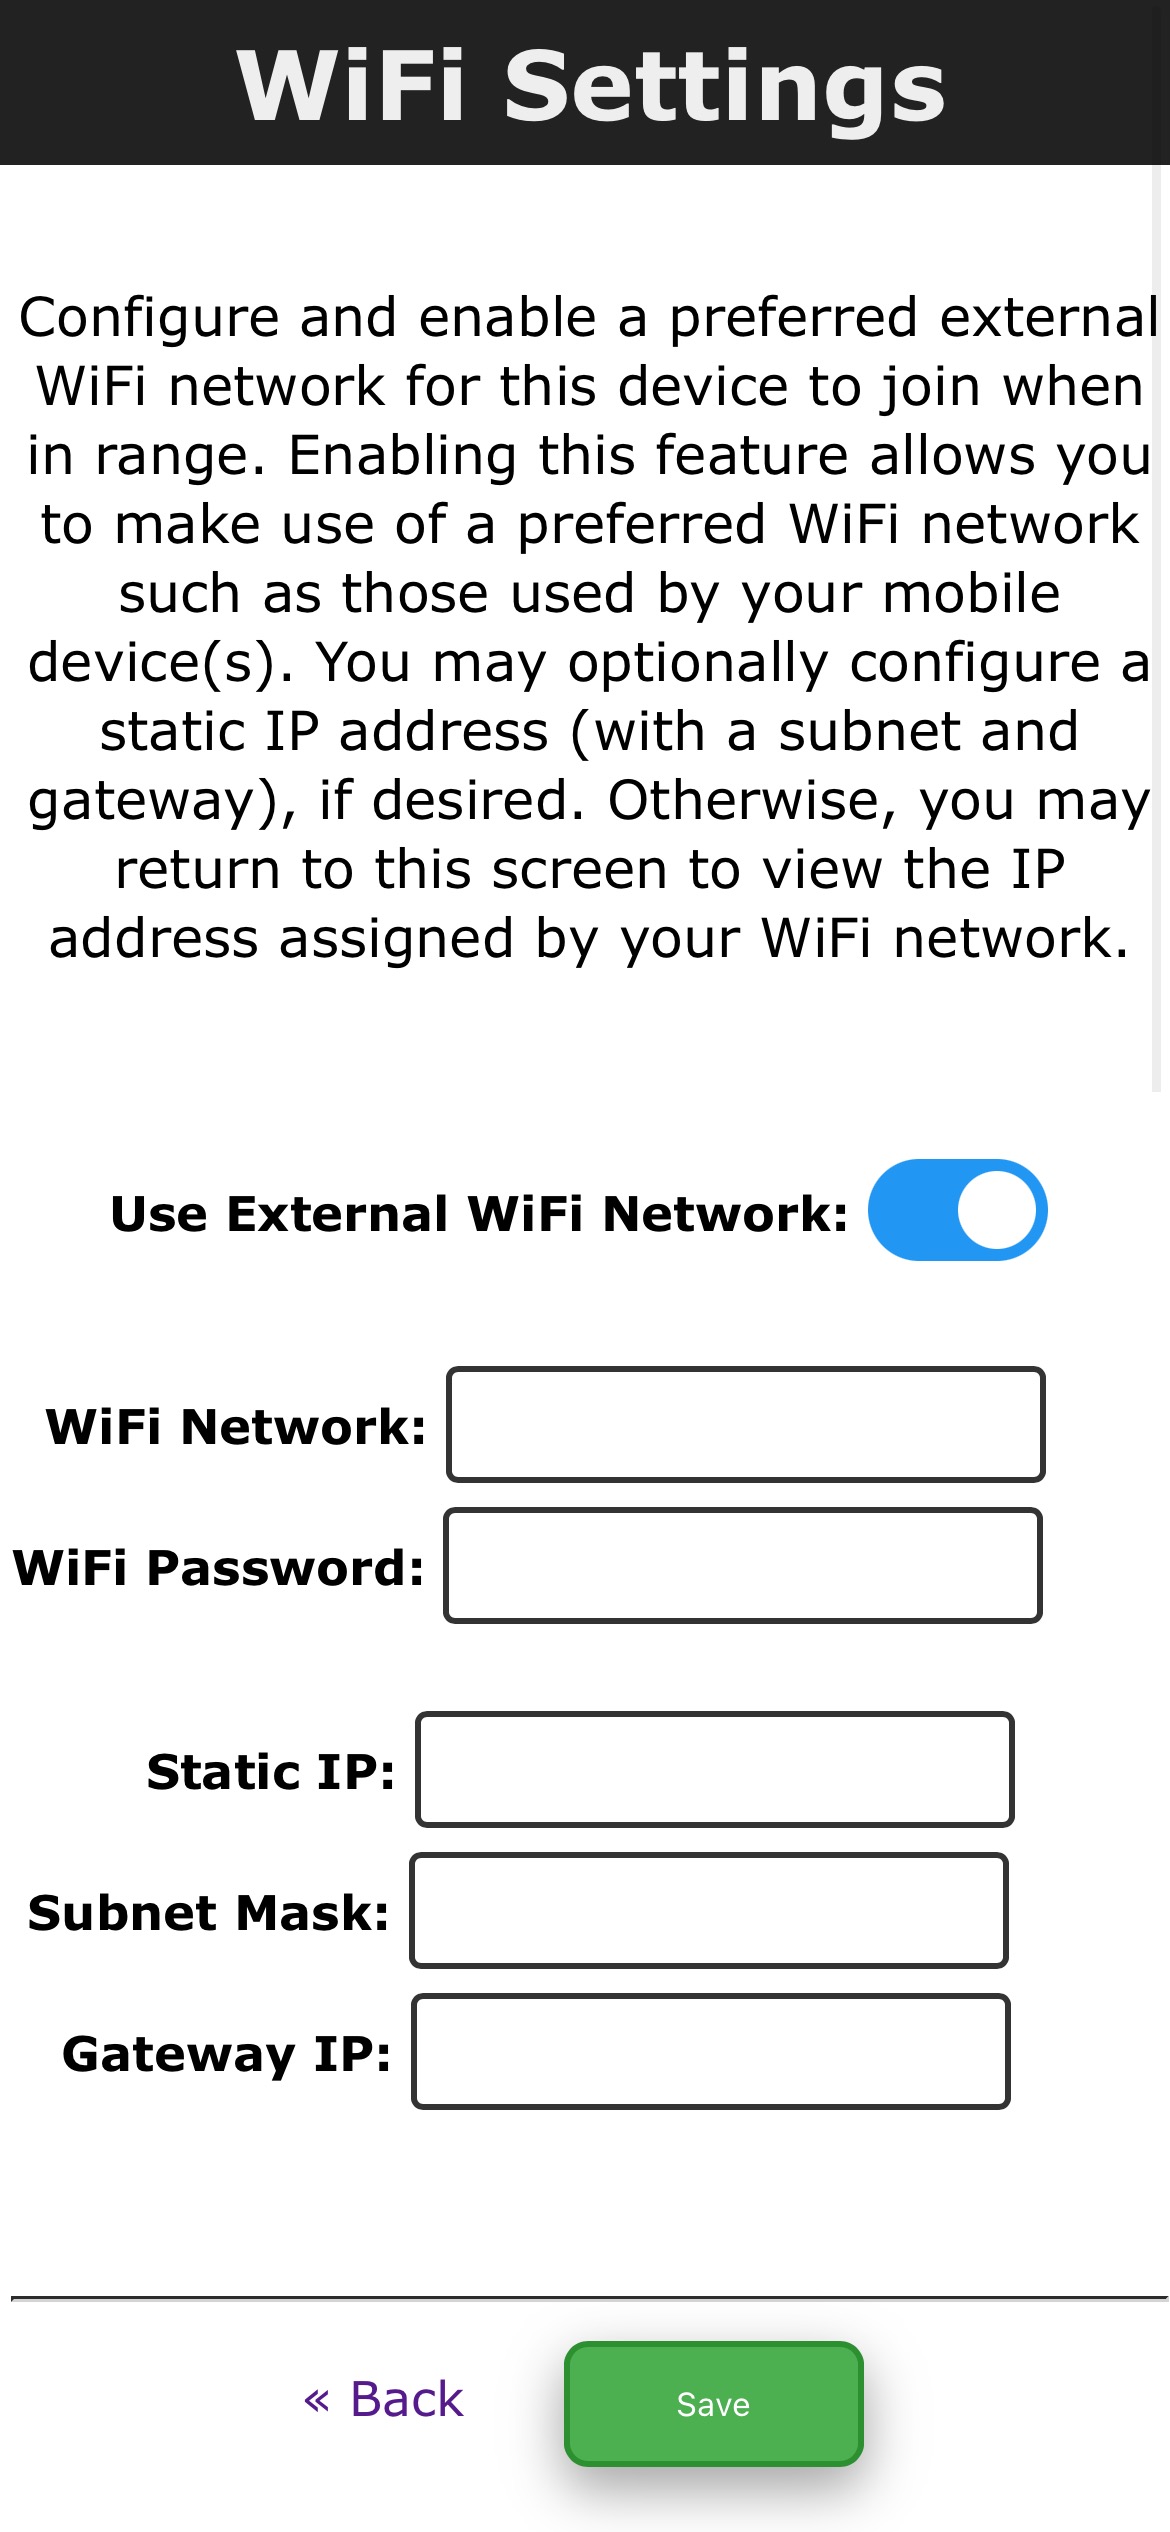 WiFi Settings
Configure and enable a preferred external
WiFi network for this device to join when
in range. Enabling this feature allows you
to make use of a preferred WiFi network
such as those used by your mobile
device(s). You may optionally configure a
static IP address (with a subnet and
gateway), if desired. Otherwise, you may
return to this screen to view the IP
address assigned by your WiFi network.
Use External WiFi Network:
WiFi Network:
WiFi Password:
Static IP:
Subnet Mask:
Gateway IP:
« Back
Save